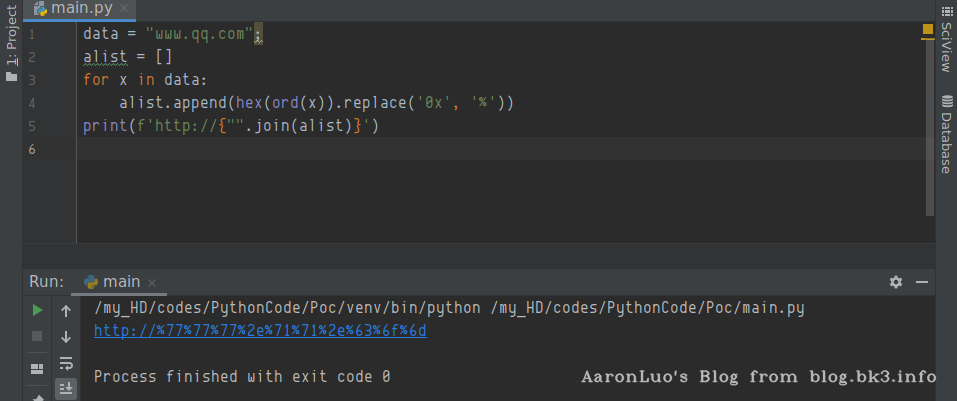 main.py
1: Project
1 data = "www.qq.com";
2 alist = []
3 for x in data:
4 alist.append(hex(ord(x)).replace('0x', '%'))
5 print(f'http://{"".join(alist)}')
6
SciView
Database
Run: main
/my_HD/codes/PythonCode/Poc/venv/bin/python /my_HD/codes/PythonCode/Poc/main.py
http://%77%77%77%2e%71%71%2e%63%6f%6d
Process finished with exit code 0
AaronLuo's Blog from blog.bk3.info